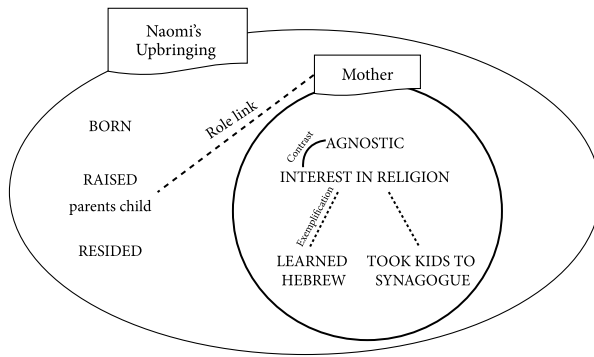 Naomi's
Upbringing
Mother
Role link
BORN
Contrast
AGNOSTIC
RAISED
parents child
INTEREST IN RELIGION
Exemplification
RESIDED
LEARNED
HEBREW
TOOK KIDS TO
SYNAGOGUE